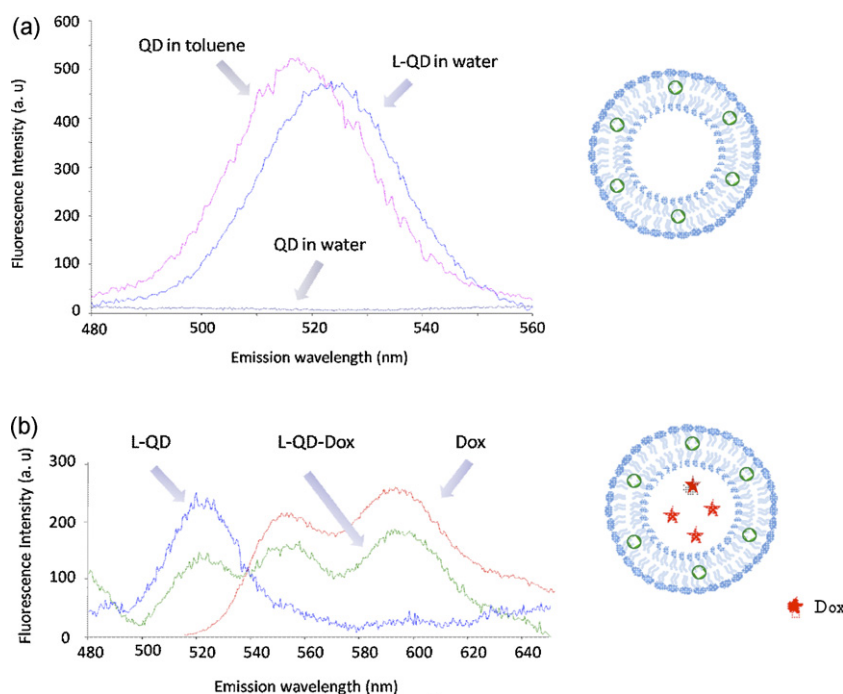 (a)
600
500
400
300
200
100
0
Fluorescence Intensity (a. u)
QD in toluene
L-QD in water
QD in water
480 500 520 540 560
Emission wavelength (nm)
(b)
L-QD
L-QD-Dox
Dox
300
200
100
0
Fluorescence Intensity (a. u)
480 500 520 540 560 580 600 620 640
Emission wavelength (nm)
Dox